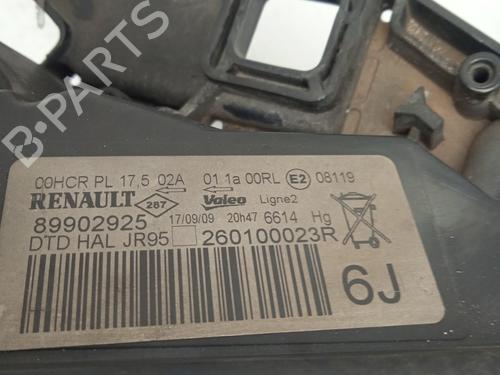 B-PARTS
00HCR PL 17,5 02A 01 1a 00RL E2 08119
RENAULT 287 Valeo Ligne2
89902925 17/09/09 20h47 6614 Hg
DTD HAL JR95 260100023R
6J